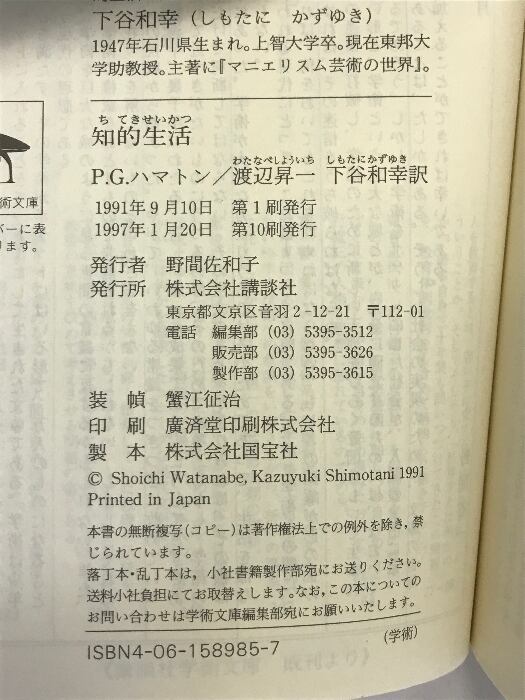 下谷和幸(しもたに かずゆき)
1947年石川県生まれ。上智大学卒。現在東邦大
学助教授。主著に『マニエリスム芸術の世界』。
ちてきせいかつ
知的生活
わたなべしょういち しもたにかずゆき
P.G.ハマトン/渡辺昇一 下谷和幸訳
1991年9月10日 第1刷発行
1997年1月20日 第10刷発行
発行者 野間佐和子
発行所 株式会社講談社
東京都文京区音羽2-12-21 〒112-01
電話 編集部 (03) 5395-3512
販売部 (03) 5395-3626
製作部 (03) 5395-3615
装幀 蟹江征治
印刷 廣済堂印刷株式会社
製本 株式会社国宝社
© Shoichi Watanabe, Kazuyuki Shimotani 1991
Printed in Japan
本書の無断複写(コピー)は著作権法上での例外を除き,禁
じられています。
落丁本・乱丁本は,小社書籍製作部宛にお送りください。
送料小社負担にてお取替えします。なお,この本についての
お問い合わせは学術文庫編集部宛にお願いいたします。
ISBN4-06-158985-7
(学術)
術文庫
バーに表
ります。